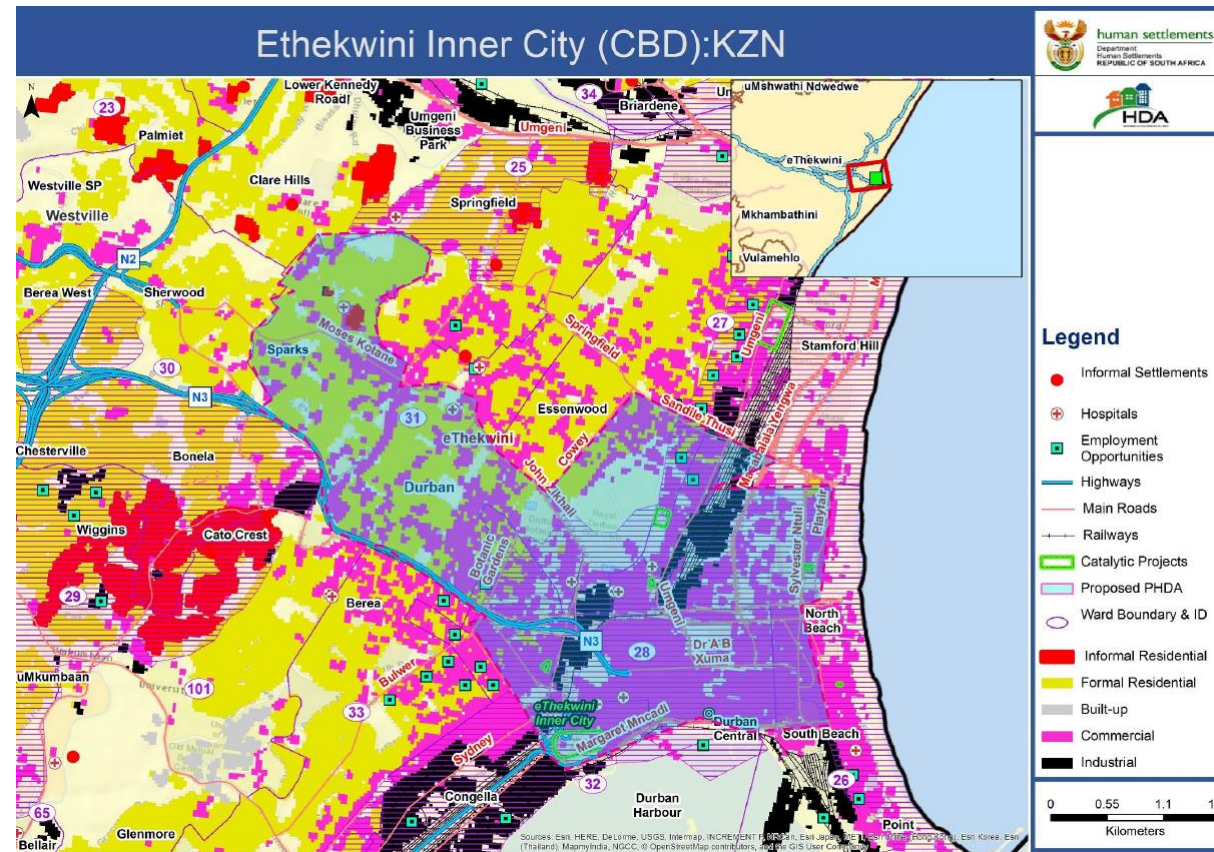 Ethekwini Inner City (CBD):KZN
human settlements
Department
Human Settlements
REPUBLIC OF SOUTH AFRICA
HDA
N
23
Lower Kennedy
Road
34
Briardene
Umgeni
Business
Park
Umgeni
Palmiet
25
Westville SP
Clare Hills
Springfield
Westville
N2
Berea West
Sherwood
uMshwathi Ndwedwe
eThekwini
Mkhambathini
Vulamehlo
30
Sparks
Moses Kotane
Springfield
27
Umgeni
Stamford Hill
N3
31
Essenwood
Sandile Thusi
Chesterville
Bonela
eThekwini
Cowey
Durban
John Zikhali
Wiggins
Cato Crest
Botanic
Gardens
Sylvester Ntuli
Playfair
29
Berea
Umgeni
North
Beach
N3
28
Dr A B
Xuma
uMkumbaan
101
Bulwer
33
eThekwini
Inner City
Margaret Mncadi
Durban
Central
South Beach
Sydney
32
26
65
Congella
Durban
Harbour
Glenmore
Point
Bellair
Legend
Informal Settlements
Hospitals
Employment
Opportunities
Highways
Main Roads
Railways
Catalytic Projects
Proposed PHDA
Ward Boundary & ID
Informal Residential
Formal Residential
Built-up
Commercial
Industrial
0 0.55 1.1 1
Kilometers